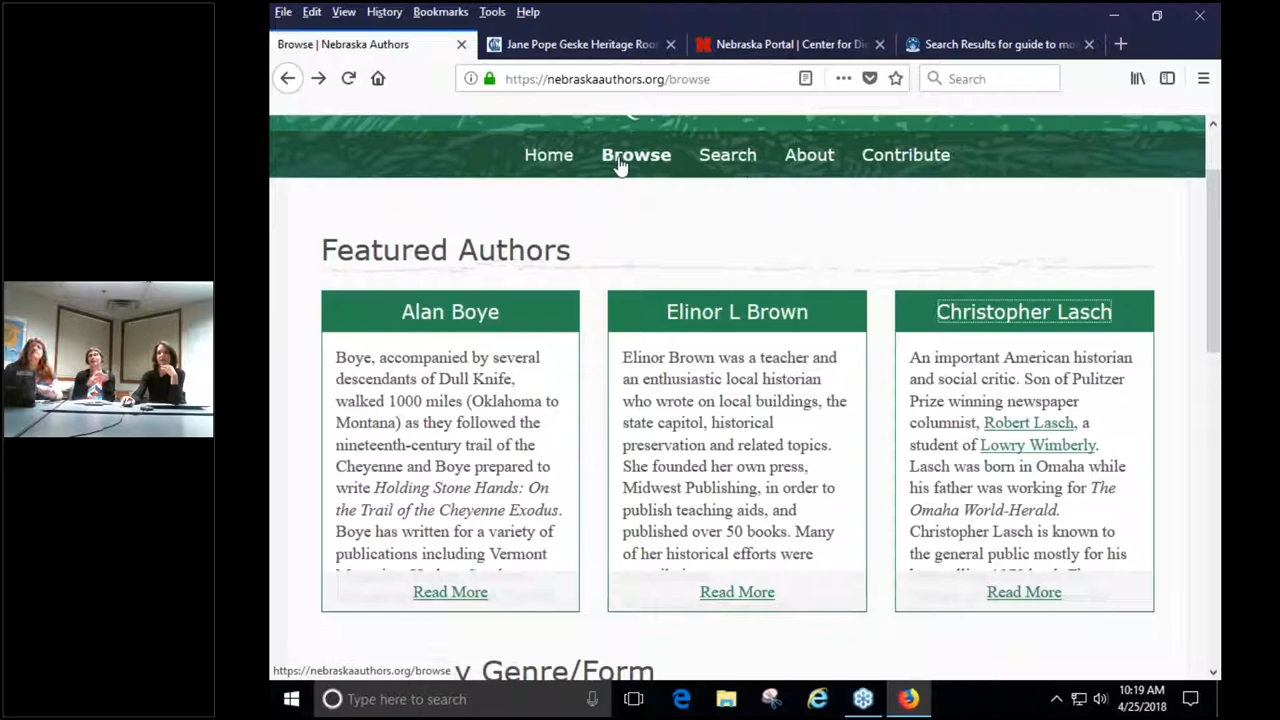 File Edit View History Bookmarks Tools Help
Browse | Nebraska Authors
Jane Pope Geske Heritage Roo
Nebraska Portal | Center for Di
Search Results for guide to m
https://nebraskaauthors.org/browse
Search
Home Browse Search About Contribute
Featured Authors
Alan Boye
Boye, accompanied by several
descendants of Dull Knife,
walked 1000 miles (Oklahoma to
Montana) as they followed the
nineteenth-century trail of the
Cheyenne and Boye prepared to
write Holding Stone Hands: On
the Trail of the Cheyenne Exodus.
Boye has written for a variety of
publications including Vermont
Read More
Elinor L Brown
Elinor Brown was a teacher and
an enthusiastic local historian
who wrote on local buildings, the
state capitol, historical
preservation and related topics.
She founded her own press,
Midwest Publishing, in order to
publish teaching aids, and
published over 50 books. Many
of her historical efforts were
Read More
Christopher Lasch
An important American historian
and social critic. Son of Pulitzer
Prize winning newspaper
columnist, Robert Lasch, a
student of Lowry Wimberly.
Lasch was born in Omaha while
his father was working for The
Omaha World-Herald.
Christopher Lasch is known to
the general public mostly for his
Read More
y Genre/Form
https://nebraskaauthors.org/browse
Type here to search
10:19 AM
4/25/2018